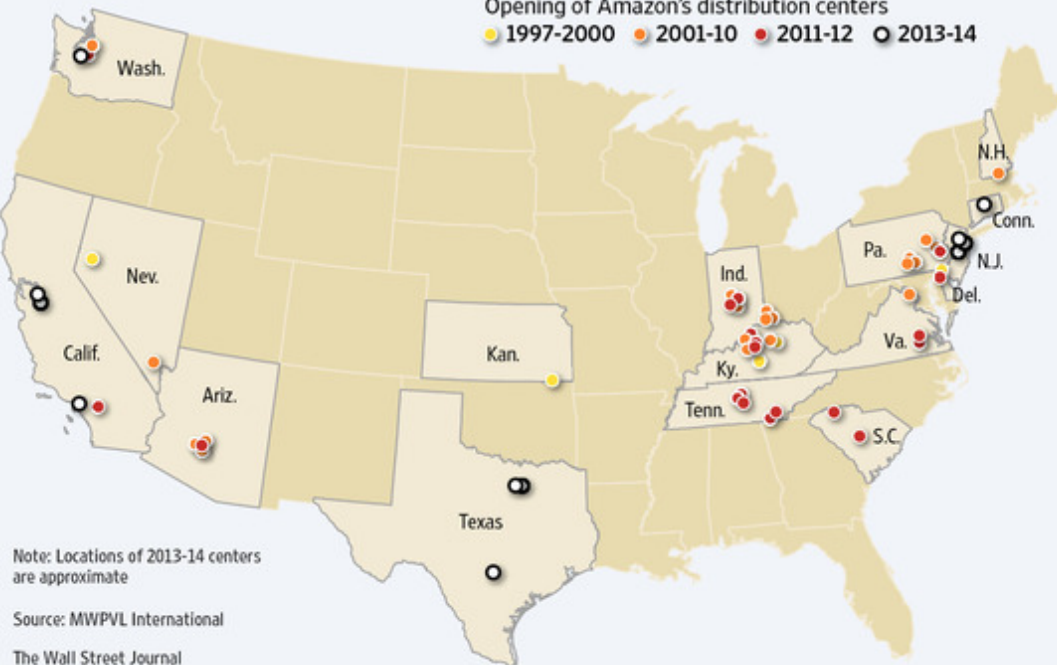 Opening of Amazon's distribution centers
1997-2000 2001-10 2011-12 2013-14
Wash.
N.H.
Conn.
Pa.
N.J.
Ind.
Nev.
Del.
Va.
Calif.
Kan.
Ky.
Ariz.
Tenn.
S.C.
Texas
Note: Locations of 2013-14 centers
are approximate
Source: MWPVL International
The Wall Street Journal